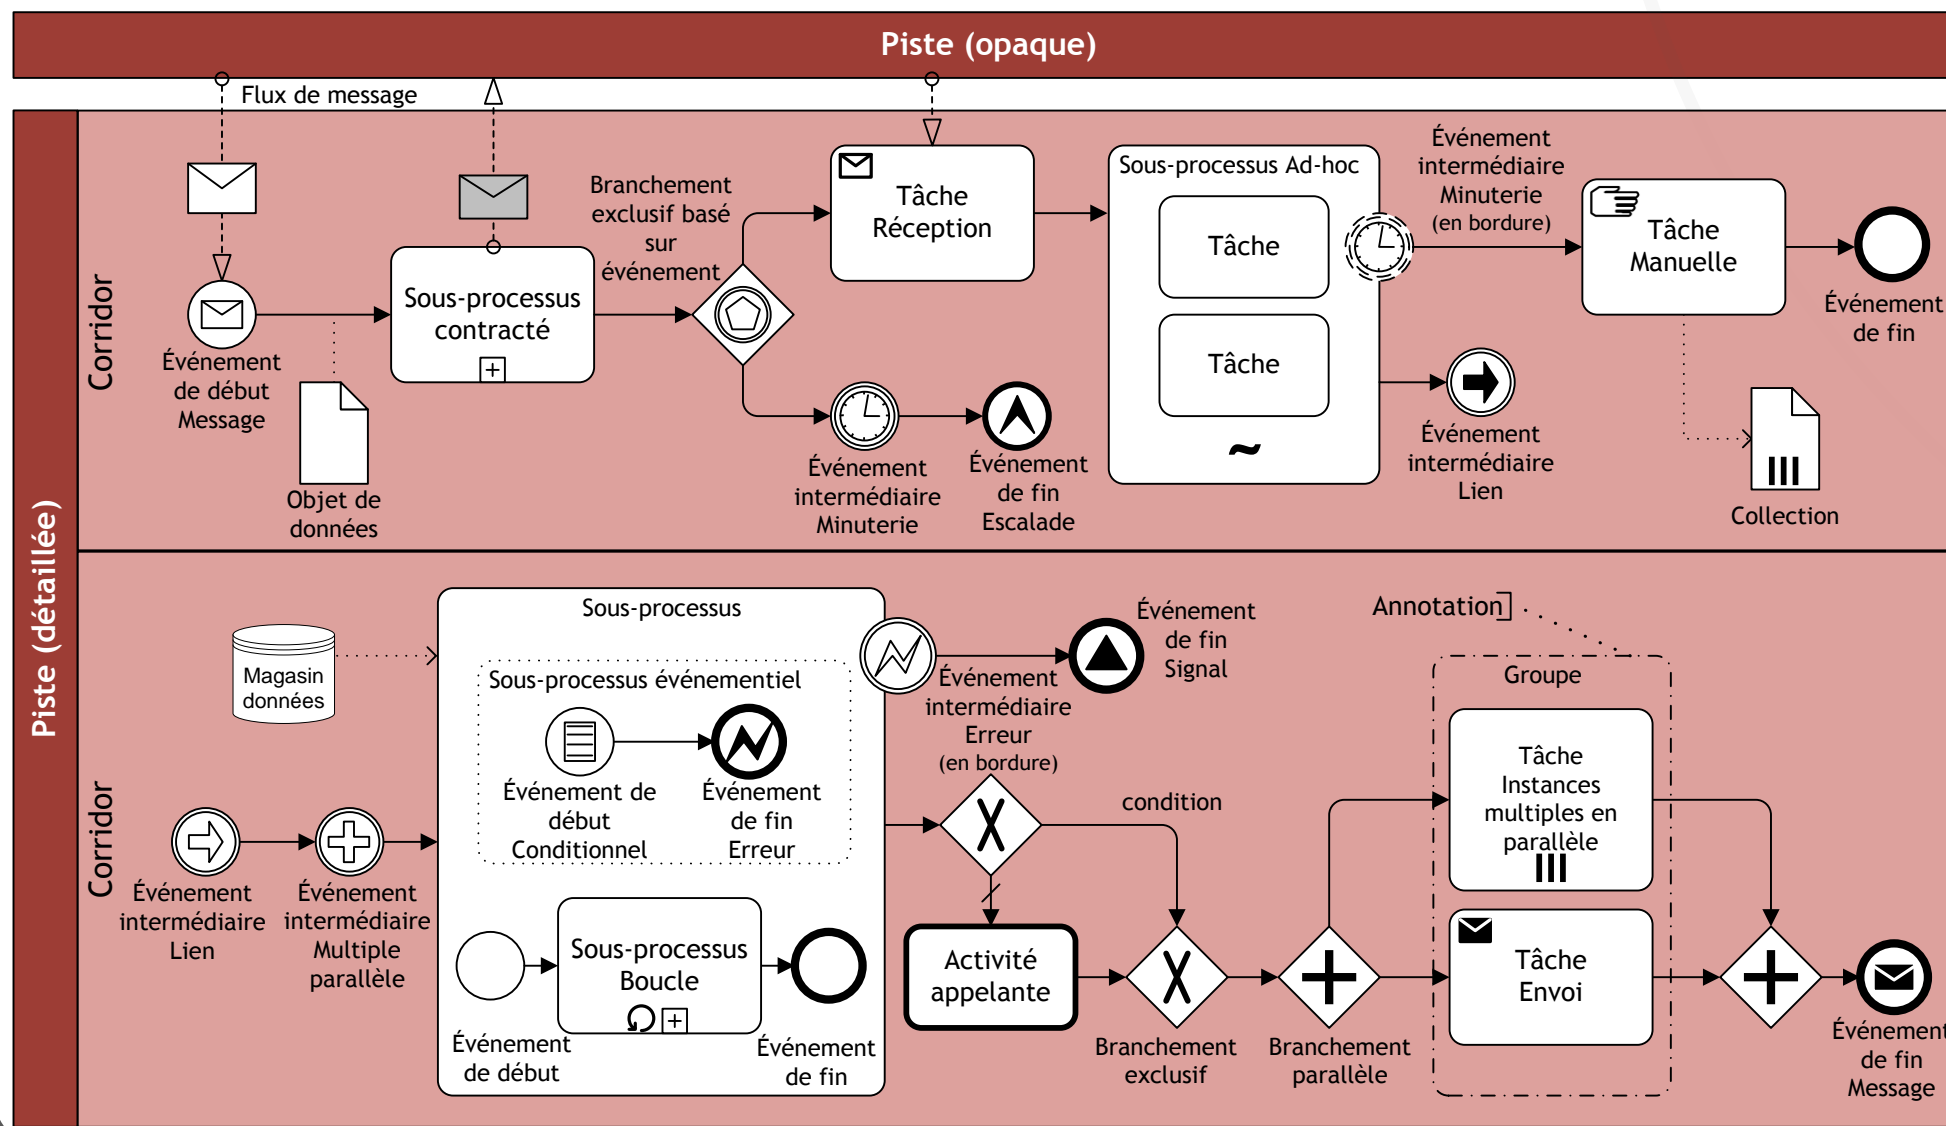 Piste (opaque)
Flux de message
Piste (détaillée)
Corridor
Événement
de début
Message
Objet de
données
Sous-processus
contracté
Branchement
exclusif basé
sur
événement
Tâche
Réception
Événement
intermédiaire
Minuterie
Événement
de fin
Escalade
Sous-processus Ad-hoc
Tâche
Tâche
Événement
intermédiaire
Minuterie
(en bordure)
Événement
intermédiaire
Lien
Tâche
Manuelle
Collection
Événement
de fin
Corridor
Magasin
données
Événement
intermédiaire
Lien
Événement
intermédiaire
Multiple
parallèle
Sous-processus
Sous-processus événementiel
Événement de
début
Conditionnel
Événement
de fin
Erreur
Événement
de début
Sous-processus
Boucle
Événement
de fin
Événement
intermédiaire
Erreur
(en bordure)
Événement
de fin
Signal
condition
Activité
appelante
Branchement
exclusif
Branchement
parallèle
Annotation
Groupe
Tâche
Instances
multiples en
parallèle
Tâche
Envoi
Événement
de fin
Message